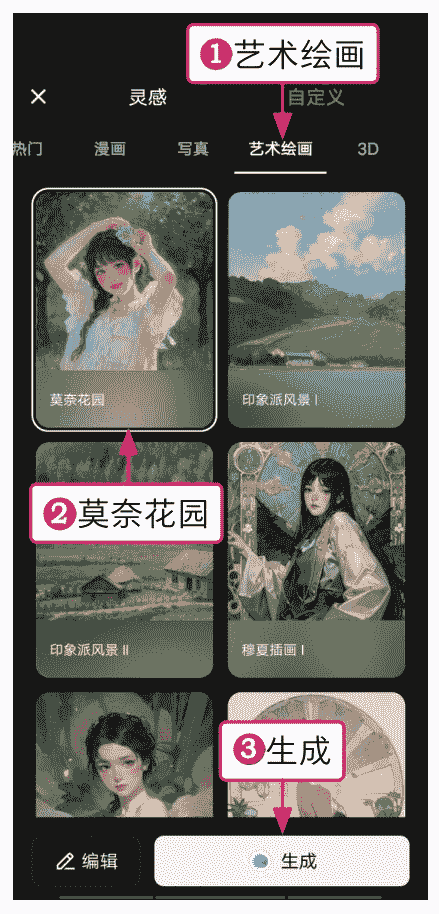 ❶艺术绘画
灵感 自定义
热门 漫画 写真 艺术绘画 3D
莫奈花园
印象派风景 I
❷莫奈花园
印象派风景 II
穆夏插画 I
❸生成
编辑
生成